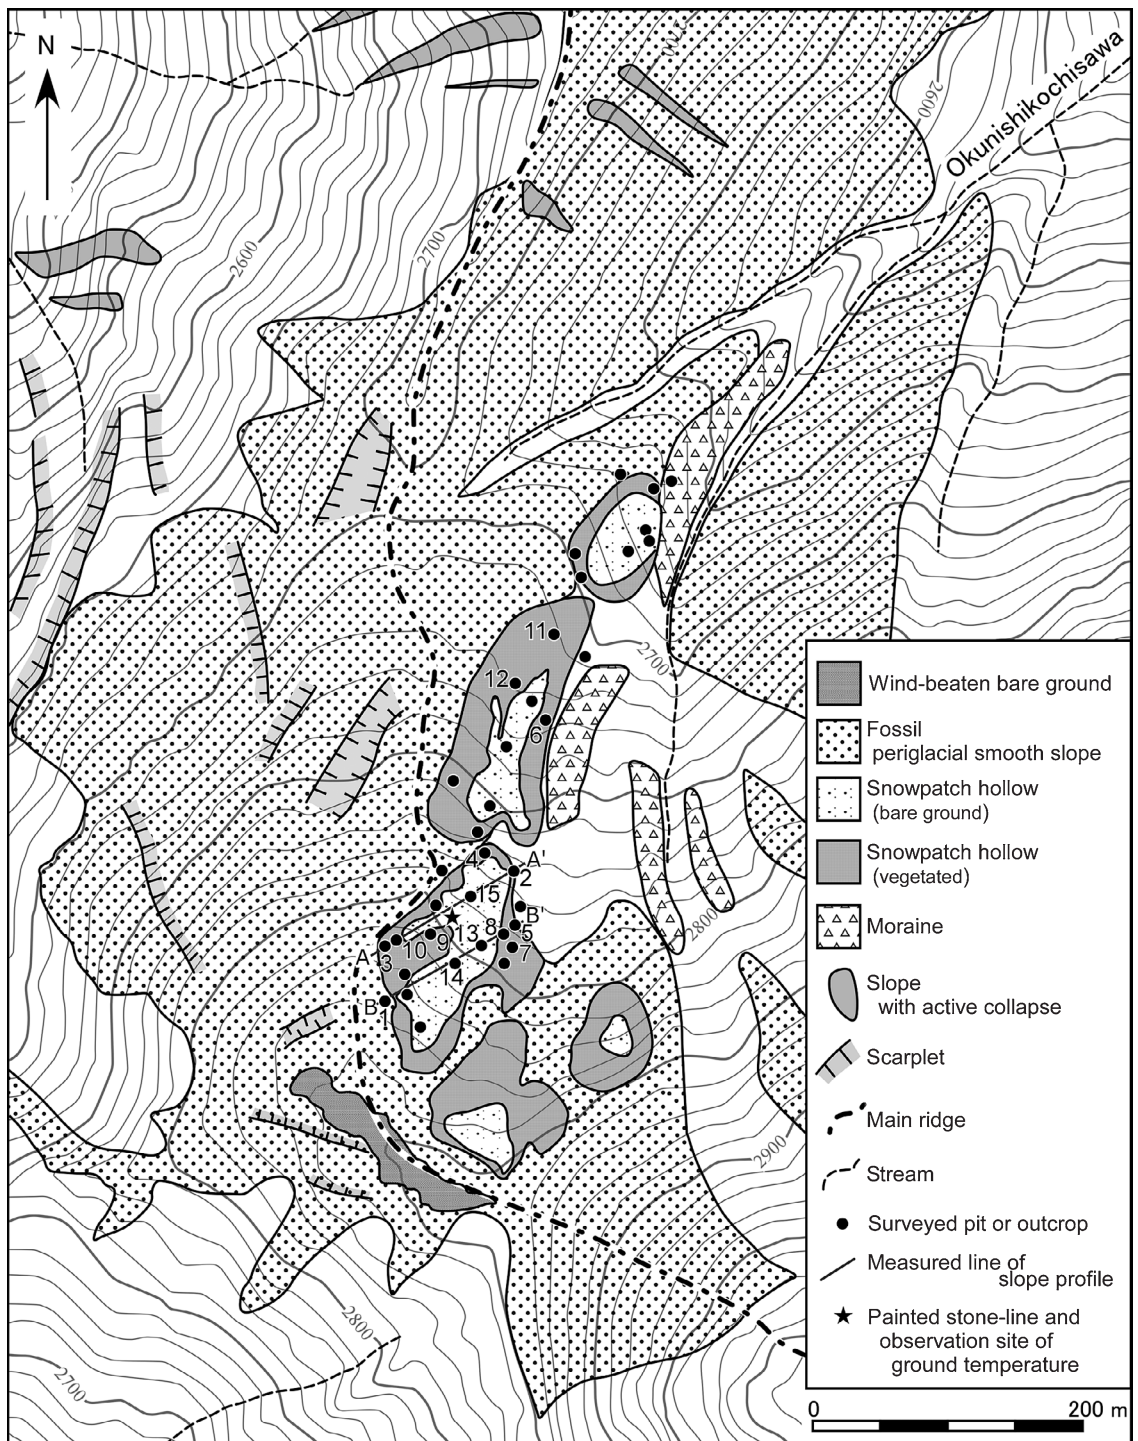 N
2700
2600
Okunishikochisawa
2600
2700
11
2700
12
6
4
A'
2
15
B'
8
5
13
10
9
7
A
3
14
2800
B
1
2900
2800
2700
Wind-beaten bare ground
Fossil
periglacial smooth slope
Snowpatch hollow
(bare ground)
Snowpatch hollow
(vegetated)
Moraine
Slope
with active collapse
Scarplet
Main ridge
Stream
Surveyed pit or outcrop
Measured line of
slope profile
Painted stone-line and
observation site of
ground temperature
0
200 m